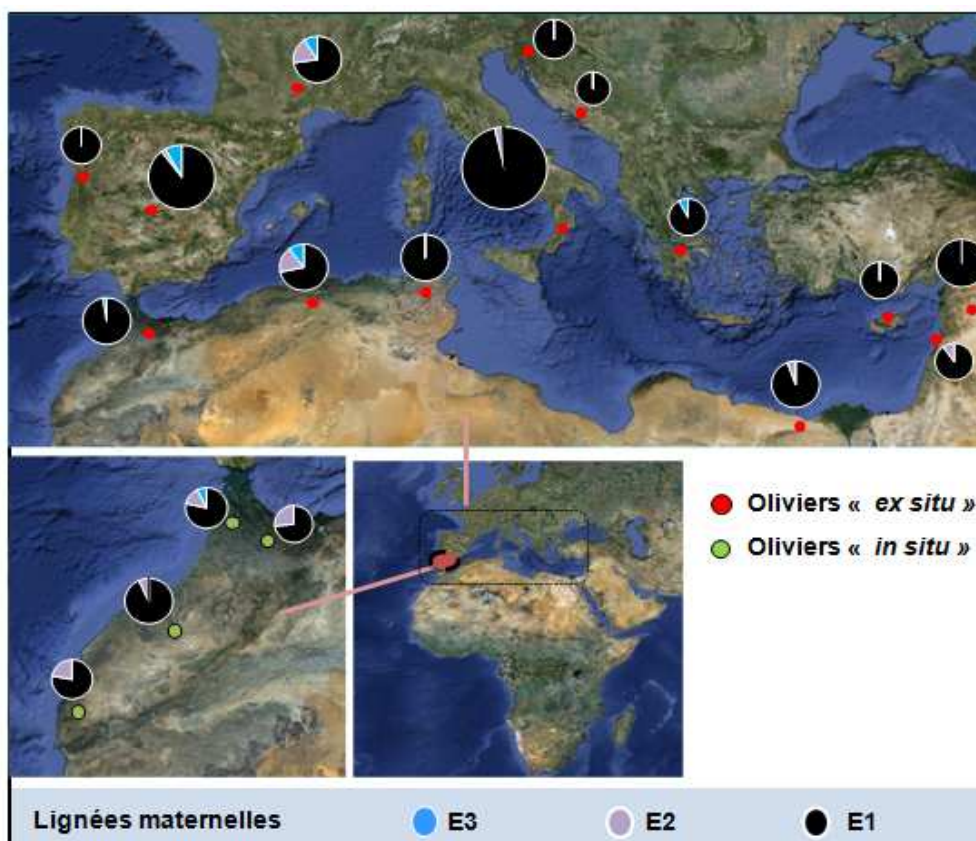 Oliviers « ex situ »
Oliviers « in situ »
Lignées maternelles E3 E2 E1